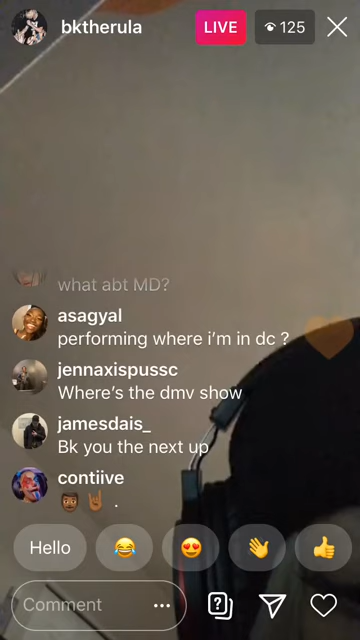 bktherula
LIVE
125
what abt MD?
asagyal
performing where i’m in dc ?
jennaxispussc
Where’s the dmv show
jamesdais_
Bk you the next up
contiive
🧔🏾‍♂️ 🤘🏾 .
Hello 😂 😍 👋 👍
Comment